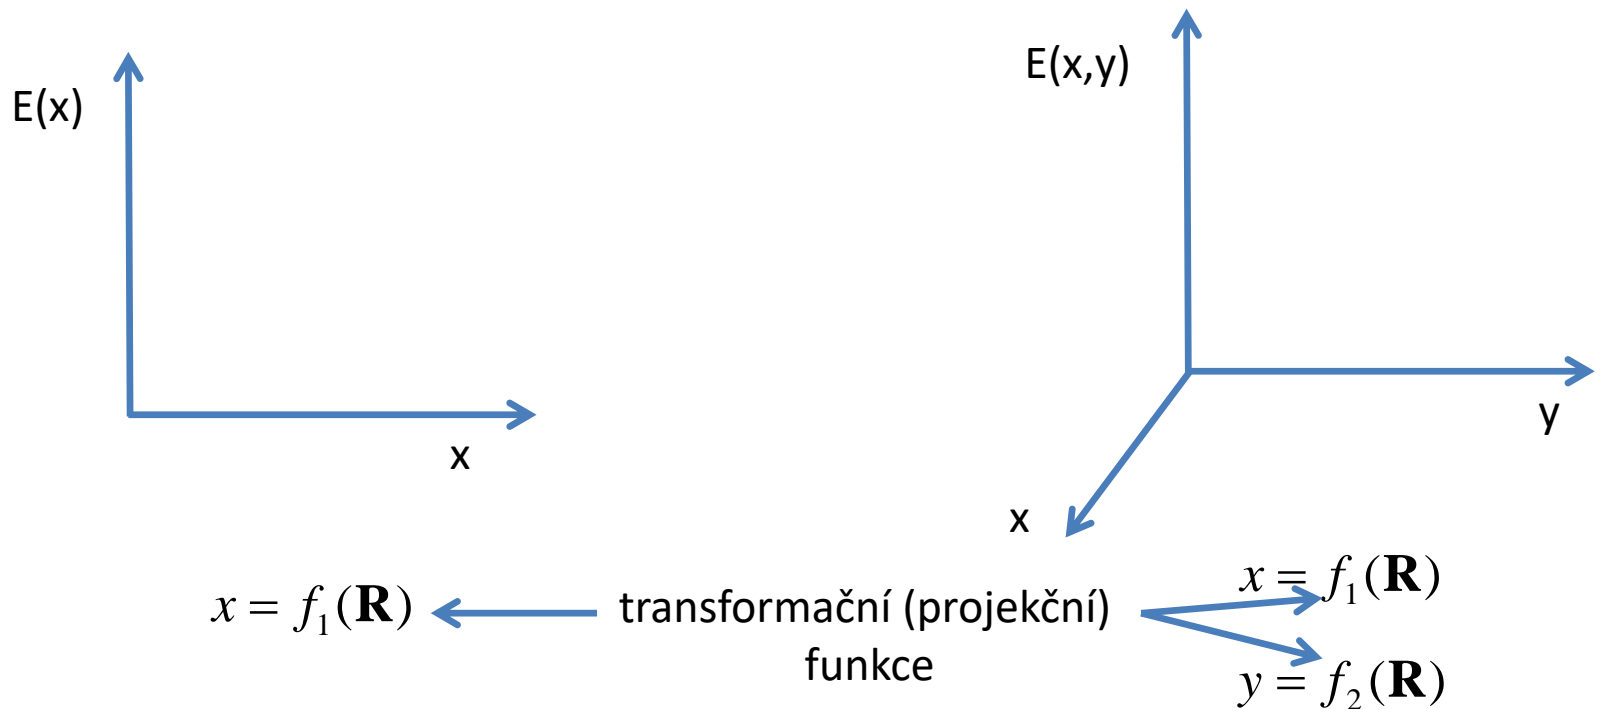 E(x)
x
E(x,y)
y
x
x = f₁(𝐑)
transformační (projekční)
funkce
x = f₁(𝐑)
y = f₂(𝐑)